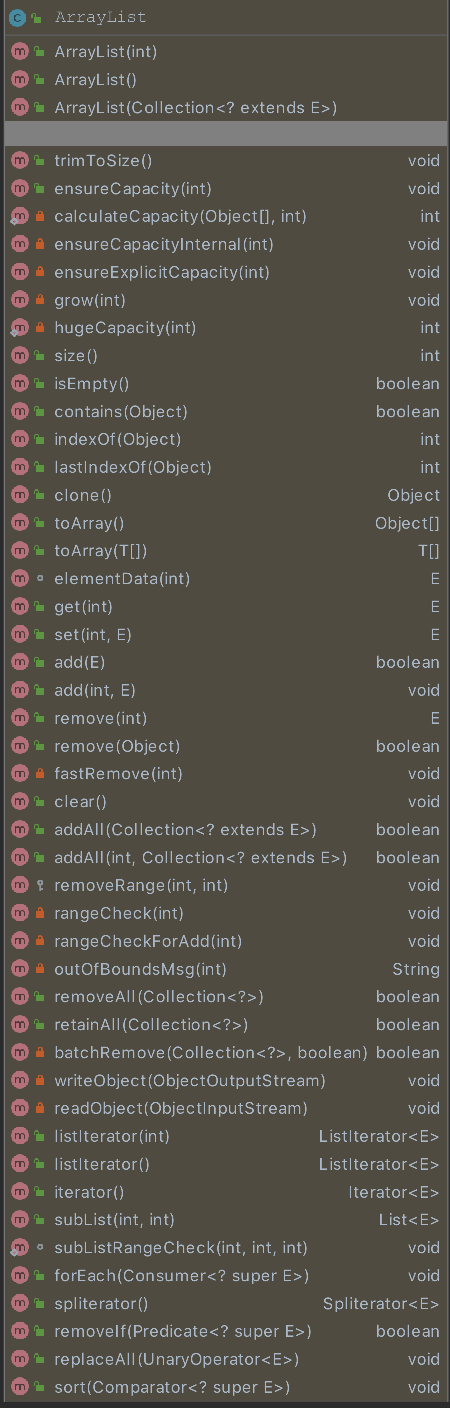 ArrayList
ArrayList(int)
ArrayList()
ArrayList(Collection<? extends E>)
trimToSize() void
ensureCapacity(int) void
calculateCapacity(Object[], int) int
ensureCapacityInternal(int) void
ensureExplicitCapacity(int) void
grow(int) void
hugeCapacity(int) int
size() int
isEmpty() boolean
contains(Object) boolean
indexOf(Object) int
lastIndexOf(Object) int
clone() Object
toArray() Object[]
toArray(T[]) T[]
elementData(int) E
get(int) E
set(int, E) E
add(E) boolean
add(int, E) void
remove(int) E
remove(Object) boolean
fastRemove(int) void
clear() void
addAll(Collection<? extends E>) boolean
addAll(int, Collection<? extends E>) boolean
removeRange(int, int) void
rangeCheck(int) void
rangeCheckForAdd(int) void
outOfBoundsMsg(int) String
removeAll(Collection<?>) boolean
retainAll(Collection<?>) boolean
batchRemove(Collection<?>, boolean) boolean
writeObject(ObjectOutputStream) void
readObject(ObjectInputStream) void
listIterator(int) ListIterator<E>
listIterator() ListIterator<E>
iterator() Iterator<E>
subList(int, int) List<E>
subListRangeCheck(int, int, int) void
forEach(Consumer<? super E>) void
spliterator() Spliterator<E>
removeIf(Predicate<? super E>) boolean
replaceAll(UnaryOperator<E>) void
sort(Comparator<? super E>) void